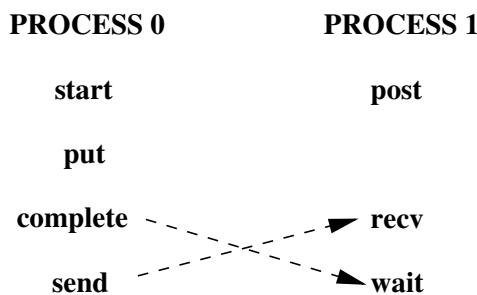 PROCESS 0 PROCESS 1
start post
put
complete recv
send wait